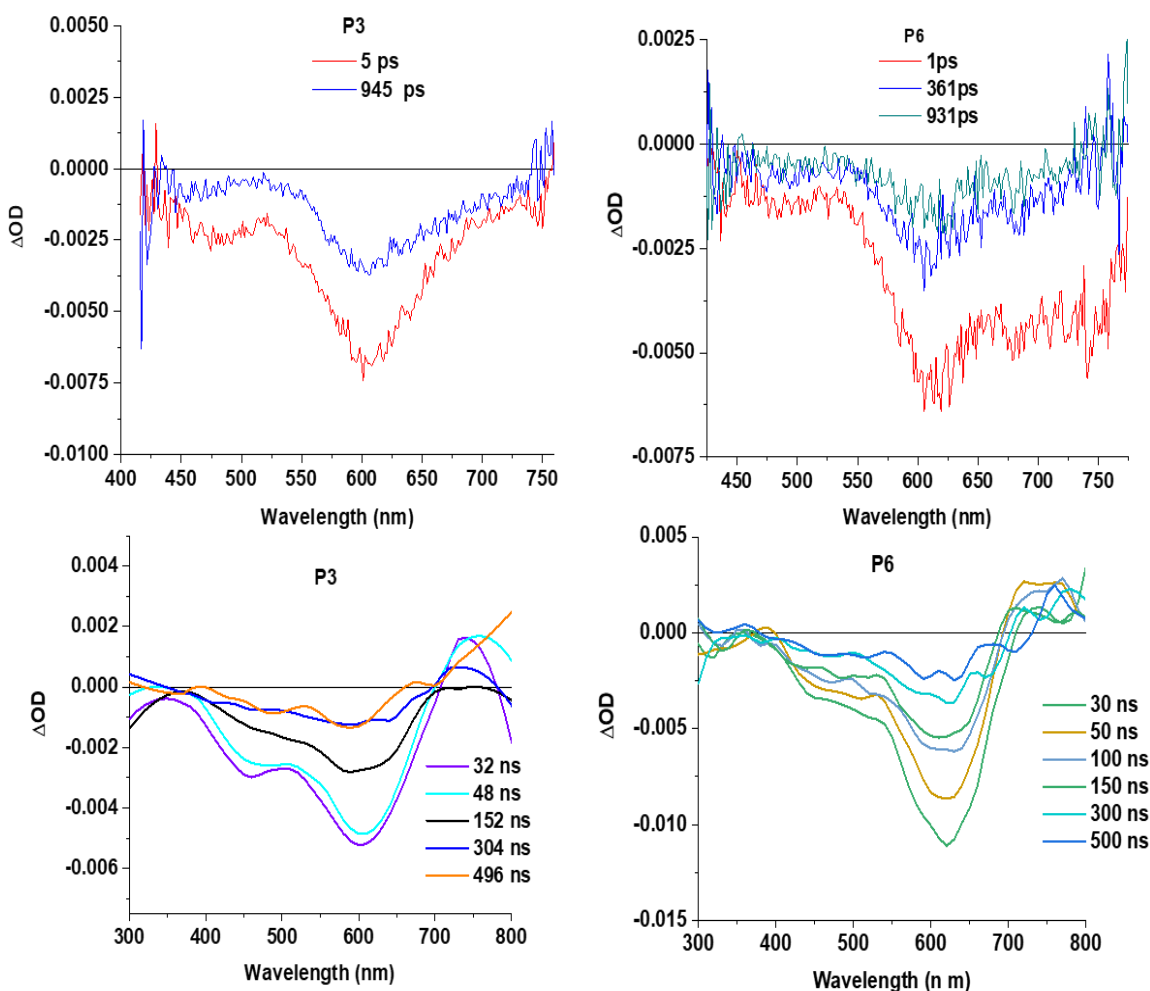 P3
5 ps
945 ps
0.0050
0.0025
0.0000
-0.0025
-0.0050
-0.0075
-0.0100
ΔOD
400 450 500 550 600 650 700 750
Wavelength (nm)
P6
1ps
361ps
931ps
0.0025
0.0000
-0.0025
-0.0050
-0.0075
ΔOD
450 500 550 600 650 700 750
Wavelength (nm)
P3
0.004
0.002
0.000
-0.002
-0.004
-0.006
ΔOD
32 ns
48 ns
152 ns
304 ns
496 ns
300 400 500 600 700 800
Wavelength (nm)
P6
0.005
0.000
-0.005
-0.010
-0.015
ΔOD
30 ns
50 ns
100 ns
150 ns
300 ns
500 ns
300 400 500 600 700 800
Wavelength (n m)